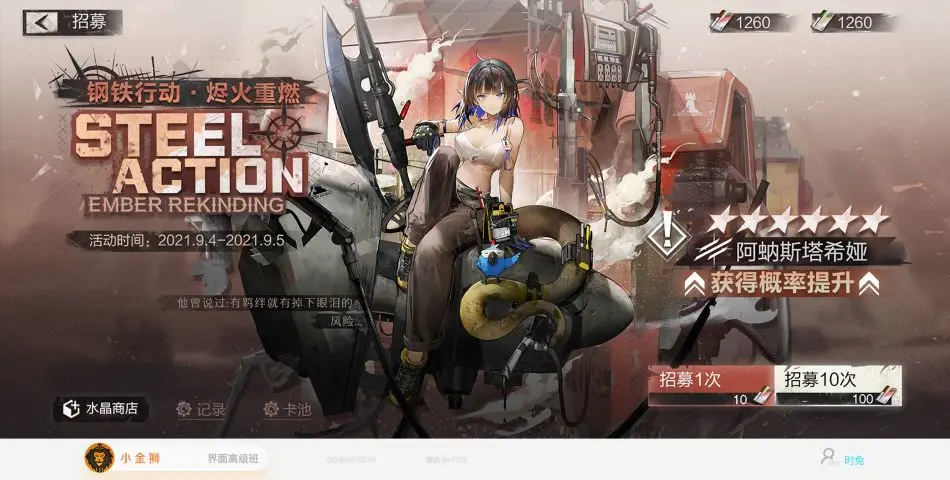 招募
1260
1260
钢铁行动·烬火重燃
STEEL
ACTION
EMBER REKINDING
活动时间：2021.9.4-2021.9.5
他曾说过:有羁绊就有掉下眼泪的
风险...
阿蚋斯塔希娅
获得概率提升
招募1次
10
招募10次
100
水晶商店
记录
卡池
小金狮
界面高级班
时兔